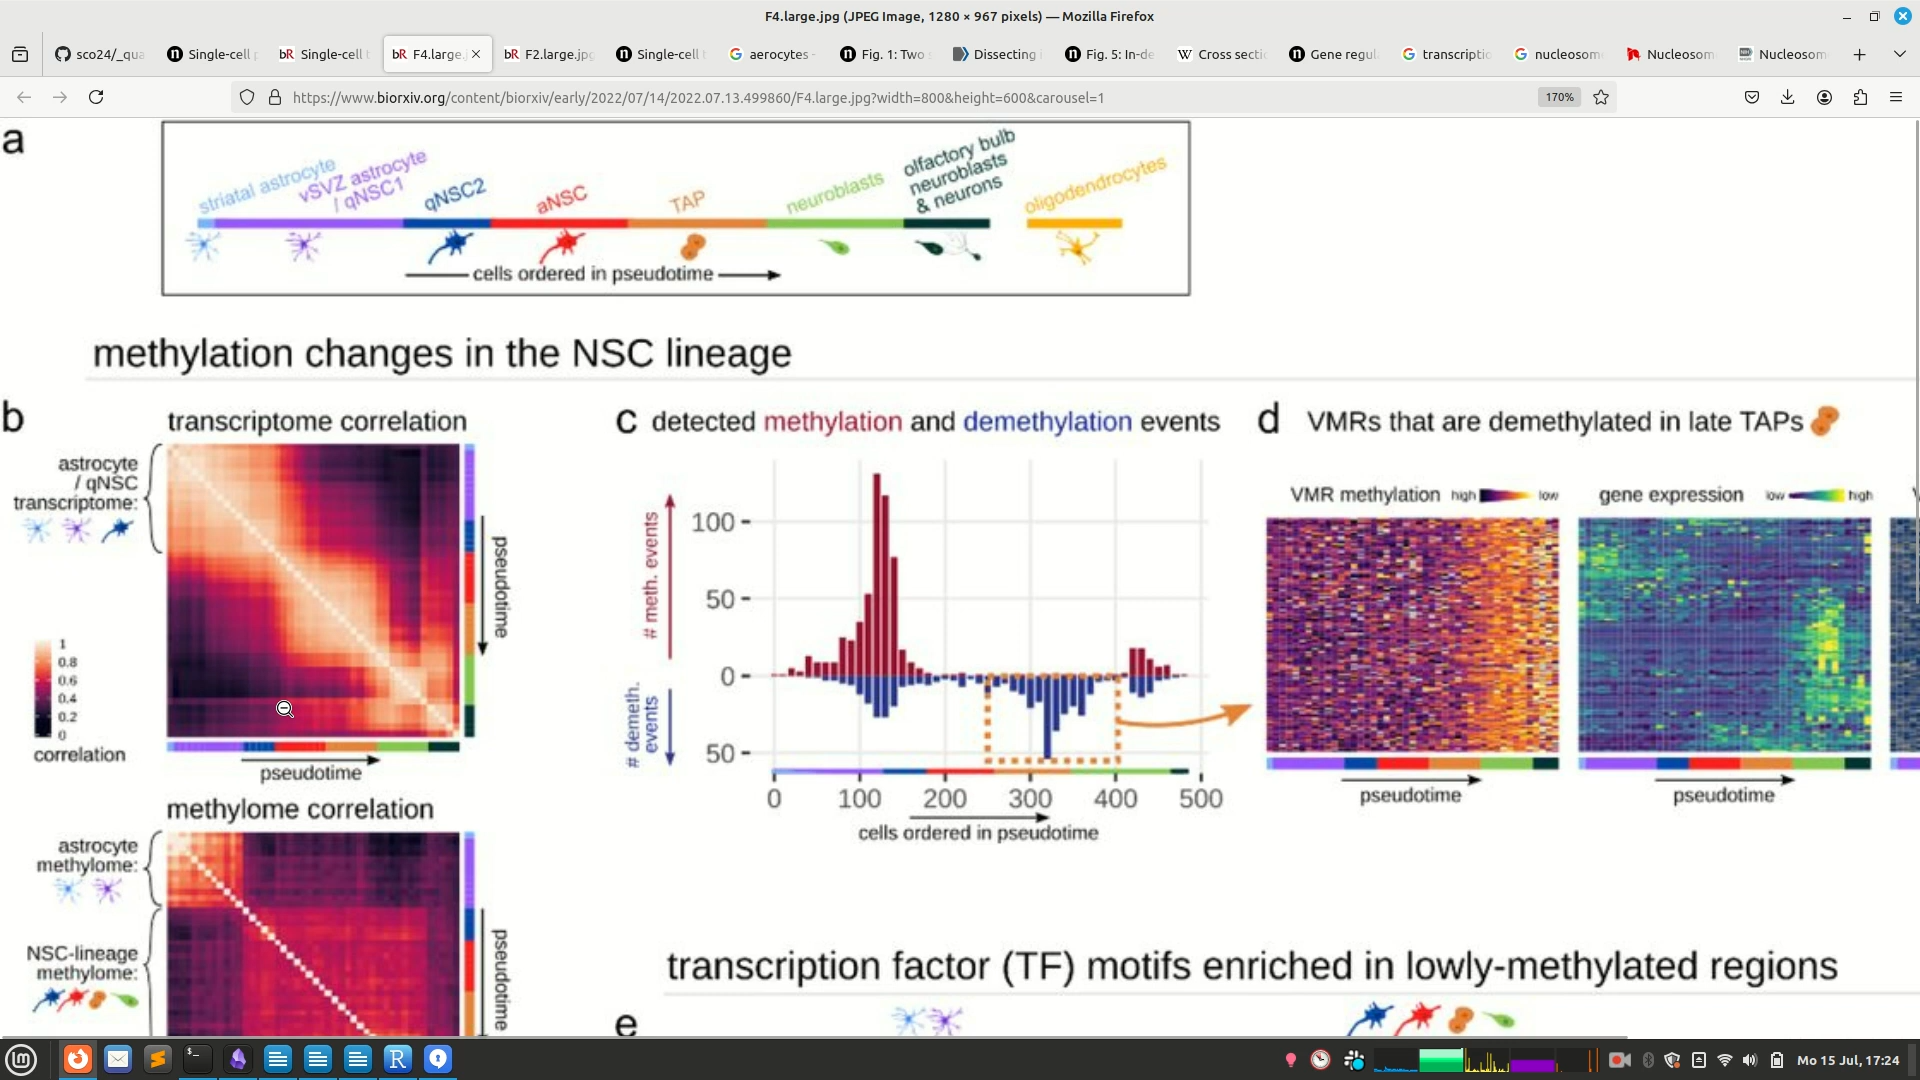 F4.large.jpg (JPEG Image, 1280 × 967 pixels) — Mozilla Firefox
sco24/_qua
Single-cell p
bR Single-cell t
bR F4.large.
bR F2.large.jpg
Single-cell t
aerocytes -
Fig. 1: Two
Dissecting i
Fig. 5: In-de
Cross secti
Gene regul
transcriptio
nucleosom
Nucleosom
Nucleosom
https://www.biorxiv.org/content/biorxiv/early/2022/07/14/2022.07.13.499860/F4.large.jpg?width=800&height=600&carousel=1
170%
a
striatal astrocyte
vSVZ astrocyte
/ qNSC1
qNSC2
aNSC
TAP
neuroblasts
olfactory bulb
neuroblasts
& neurons
oligodendrocytes
cells ordered in pseudotime
methylation changes in the NSC lineage
b
transcriptome correlation
astrocyte
/ qNSC
transcriptome:
pseudotime
1
0.8
0.6
0.4
0.2
0
correlation
pseudotime
methylome correlation
astrocyte
methylome:
NSC-lineage
methylome:
pseudotime
c detected methylation and demethylation events
# meth. events
# demeth.
events
100
50
0
50
0 100 200 300 400 500
cells ordered in pseudotime
d VMRs that are demethylated in late TAPs
VMR methylation high low
gene expression low high
pseudotime
pseudotime
transcription factor (TF) motifs enriched in lowly-methylated regions
e
Mo 15 Jul, 17:24